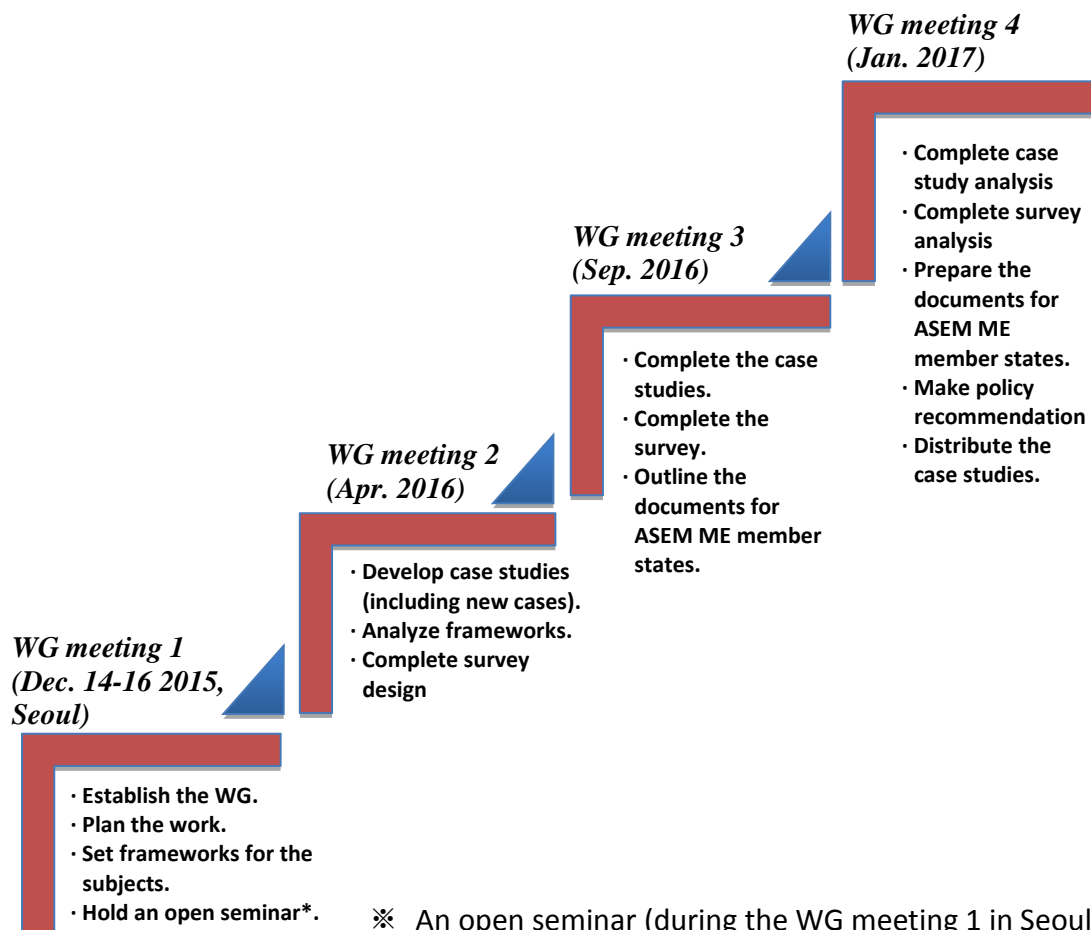 WG meeting 4
(Jan. 2017)
· Complete case
study analysis
· Complete survey
analysis
· Prepare the
documents for
ASEM ME
member states.
· Make policy
recommendation
· Distribute the
case studies.
WG meeting 3
(Sep. 2016)
· Complete the case
studies.
· Complete the
survey.
· Outline the
documents for
ASEM ME member
states.
WG meeting 2
(Apr. 2016)
· Develop case studies
(including new cases).
· Analyze frameworks.
· Complete survey
design
WG meeting 1
(Dec. 14-16 2015,
Seoul)
· Establish the WG.
· Plan the work.
· Set frameworks for the
subjects.
· Hold an open seminar*.
※ An open seminar (during the WG meeting 1 in Seoul